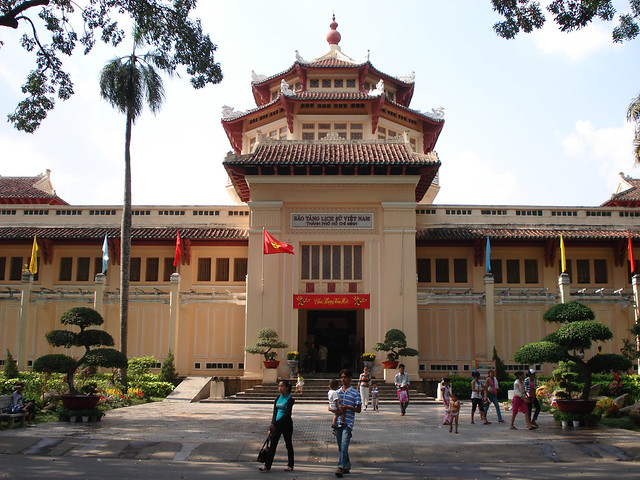 BẢO TÀNG LỊCH SỬ VIỆT NAM
THÀNH PHỐ HỒ CHÍ MINH